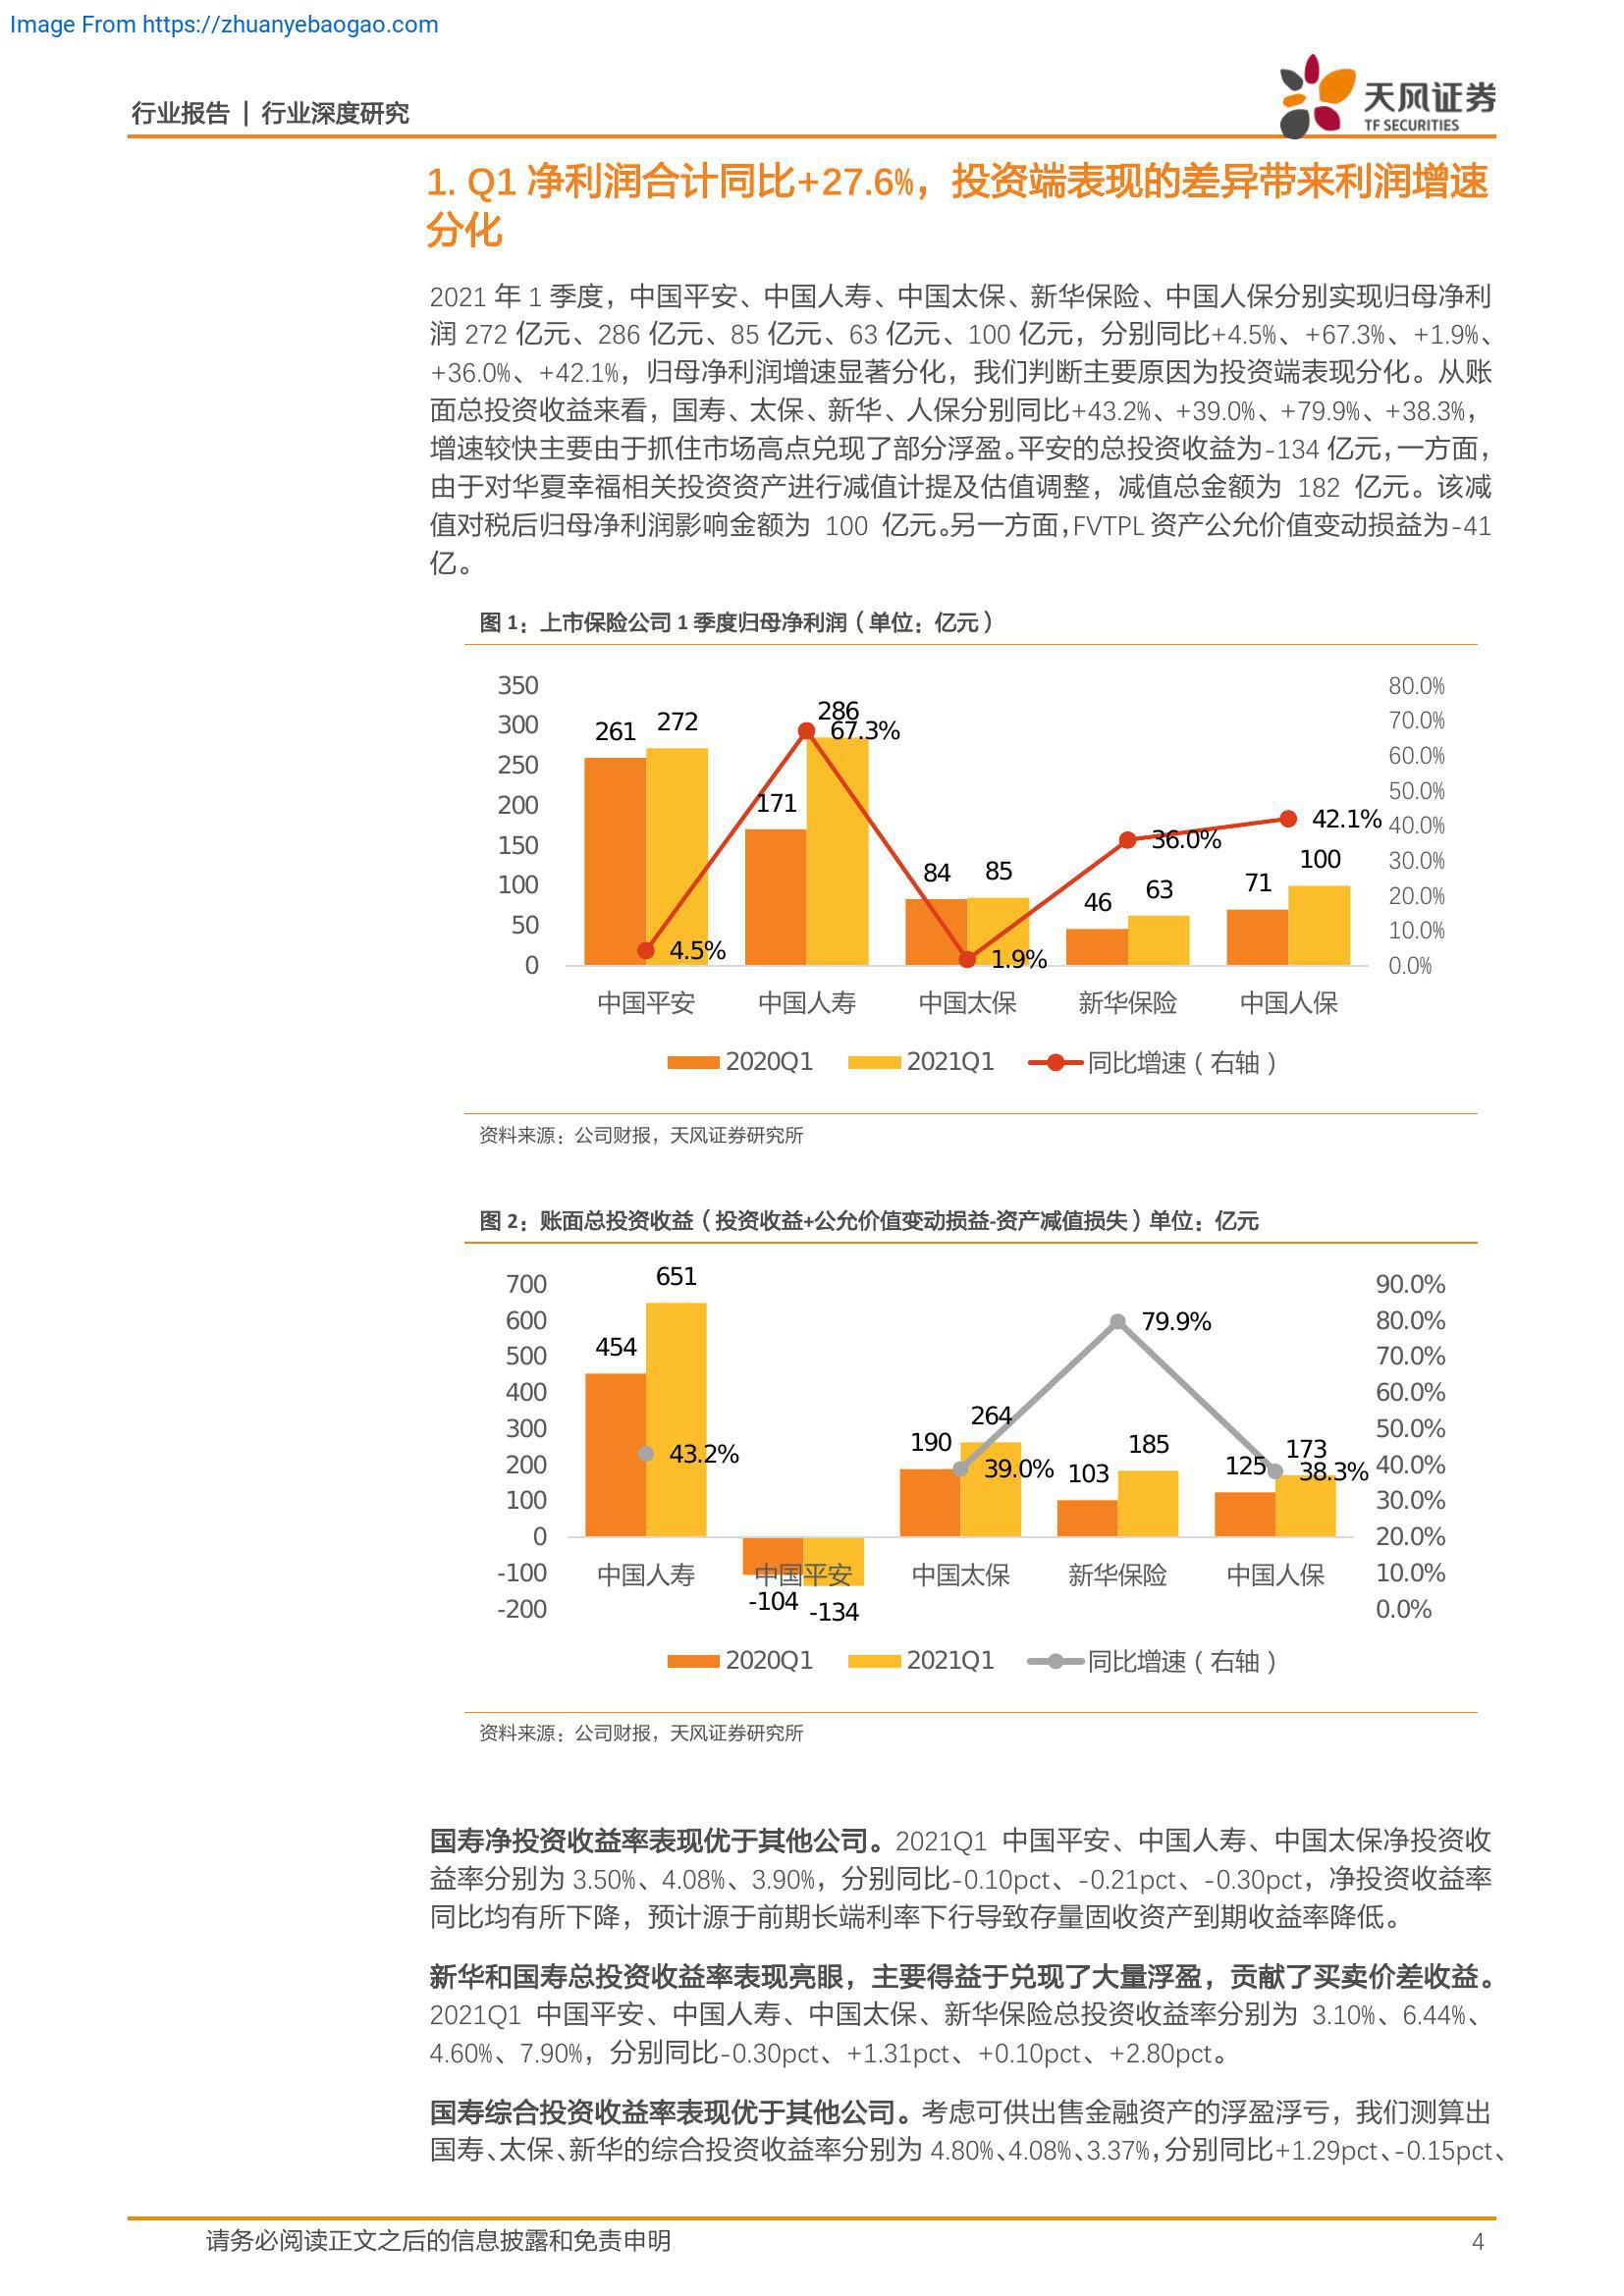 Image From https://zhuanyebaogao.com
行业报告 | 行业深度研究
天风证券
TF SECURITIES
1. Q1 净利润合计同比+27.6%，投资端表现的差异带来利润增速
分化
2021 年 1 季度，中国平安、中国人寿、中国太保、新华保险、中国人保分别实现归母净利
润 272 亿元、286 亿元、85 亿元、63 亿元、100 亿元，分别同比+4.5%、+67.3%、+1.9%、
+36.0%、+42.1%，归母净利润增速显著分化，我们判断主要原因为投资端表现分化。从账
面总投资收益来看，国寿、太保、新华、人保分别同比+43.2%、+39.0%、+79.9%、+38.3%，
增速较快主要由于抓住市场高点兑现了部分浮盈。平安的总投资收益为-134 亿元，一方面，
由于对华夏幸福相关投资资产进行减值计提及估值调整，减值总金额为 182 亿元。该减
值对税后归母净利润影响金额为 100 亿元。另一方面，FVTPL 资产公允价值变动损益为-41
亿。
图 1：上市保险公司 1 季度归母净利润（单位：亿元）
350
300
250
200
150
100
50
0
261
272
171
286
84
85
46
63
71
100
4.5%
67.3%
1.9%
36.0%
42.1%
80.0%
70.0%
60.0%
50.0%
40.0%
30.0%
20.0%
10.0%
0.0%
中国平安 中国人寿 中国太保 新华保险 中国人保
2020Q1 2021Q1 同比增速（右轴）
资料来源：公司财报，天风证券研究所
图 2：账面总投资收益（投资收益+公允价值变动损益-资产减值损失）单位：亿元
700
600
500
400
300
200
100
0
-100
-200
454
651
-104
-134
190
264
103
185
125
173
43.2%
39.0%
79.9%
38.3%
90.0%
80.0%
70.0%
60.0%
50.0%
40.0%
30.0%
20.0%
10.0%
0.0%
中国人寿 中国平安 中国太保 新华保险 中国人保
2020Q1 2021Q1 同比增速（右轴）
资料来源：公司财报，天风证券研究所
国寿净投资收益率表现优于其他公司。2021Q1 中国平安、中国人寿、中国太保净投资收
益率分别为 3.50%、4.08%、3.90%，分别同比-0.10pct、-0.21pct、-0.30pct，净投资收益率
同比均有所下降，预计源于前期长端利率下行导致存量固收资产到期收益率降低。
新华和国寿总投资收益率表现亮眼，主要得益于兑现了大量浮盈，贡献了买卖价差收益。
2021Q1 中国平安、中国人寿、中国太保、新华保险总投资收益率分别为 3.10%、6.44%、
4.60%、7.90%，分别同比-0.30pct、+1.31pct、+0.10pct、+2.80pct。
国寿综合投资收益率表现优于其他公司。考虑可供出售金融资产的浮盈浮亏，我们测算出
国寿、太保、新华的综合投资收益率分别为 4.80%、4.08%、3.37%，分别同比+1.29pct、-0.15pct、
请务必阅读正文之后的信息披露和免责申明
4